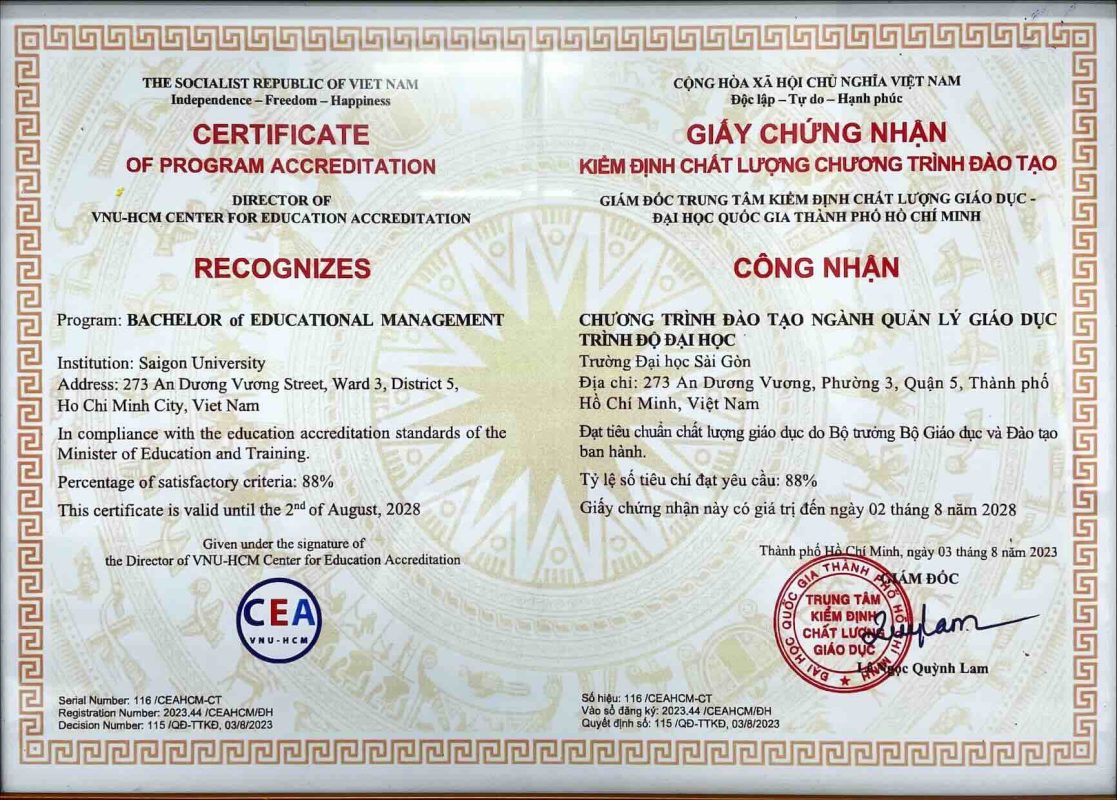 THE SOCIALIST REPUBLIC OF VIET NAM
Independence – Freedom – Happiness
CERTIFICATE
OF PROGRAM ACCREDITATION
DIRECTOR OF
VNU-HCM CENTER FOR EDUCATION ACCREDITATION
RECOGNIZES
Program: BACHELOR of EDUCATIONAL MANAGEMENT
Institution: Saigon University
Address: 273 An Dương Vương Street, Ward 3, District 5,
Ho Chi Minh City, Viet Nam
In compliance with the education accreditation standards of the
Minister of Education and Training.
Percentage of satisfactory criteria: 88%
This certificate is valid until the 2nd of August, 2028
Given under the signature of
the Director of VNU-HCM Center for Education Accreditation
CEA
VNU-HCM
Serial Number: 116 /CEAHCM-CT
Registration Number: 2023.44 /CEAHCM/ĐH
Decision Number: 115 /QĐ-TTKĐ, 03/8/2023
CỘNG HÒA XÃ HỘI CHỦ NGHĨA VIỆT NAM
Độc lập – Tự do – Hạnh phúc
GIẤY CHỨNG NHẬN
KIỂM ĐỊNH CHẤT LƯỢNG CHƯƠNG TRÌNH ĐÀO TẠO
GIÁM ĐỐC TRUNG TÂM KIỂM ĐỊNH CHẤT LƯỢNG GIÁO DỤC -
ĐẠI HỌC QUỐC GIA THÀNH PHỐ HỒ CHÍ MINH
CÔNG NHẬN
CHƯƠNG TRÌNH ĐÀO TẠO NGÀNH QUẢN LÝ GIÁO DỤC
TRÌNH ĐỘ ĐẠI HỌC
Trường Đại học Sài Gòn
Địa chỉ: 273 An Dương Vương, Phường 3, Quận 5, Thành phố
Hồ Chí Minh, Việt Nam
Đạt tiêu chuẩn chất lượng giáo dục do Bộ trưởng Bộ Giáo dục và Đào tạo
ban hành.
Tỷ lệ số tiêu chí đạt yêu cầu: 88%
Giấy chứng nhận này có giá trị đến ngày 02 tháng 8 năm 2028
Thành phố Hồ Chí Minh, ngày 03 tháng 8 năm 2023
GIÁM ĐỐC
ĐẠI HỌC QUỐC GIA THÀNH PHỐ HỒ CHÍ MINH
TRUNG TÂM
KIỂM ĐỊNH
CHẤT LƯỢNG
GIÁO DỤC
Quylam
Lê Ngọc Quỳnh Lam
Số hiệu: 116 /CEAHCM-CT
Vào sổ đăng ký: 2023.44 /CEAHCM/ĐH
Quyết định số: 115 /QĐ-TTKĐ, 03/8/2023